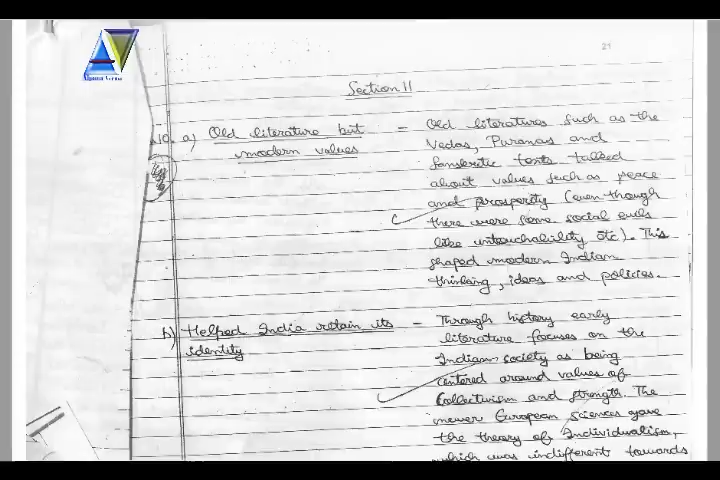 21
Alpana Verma
Section 11
10. a) Old literature but modern values
- Old literatures such as the
Vedas, Puranas and
Sanskritic texts talked
about values such as peace
and prosperity (even though
there were some social evils
like untouchability etc). This
shaped modern Indian
thinking, ideas and policies.
b) Helped India retain its identity
- Through history early
literature focuses on the
Indian society as being
centered around values of
Collectivism and strength. The
newer European sciences gave
the theory of Individualism,
which was indifferent towards